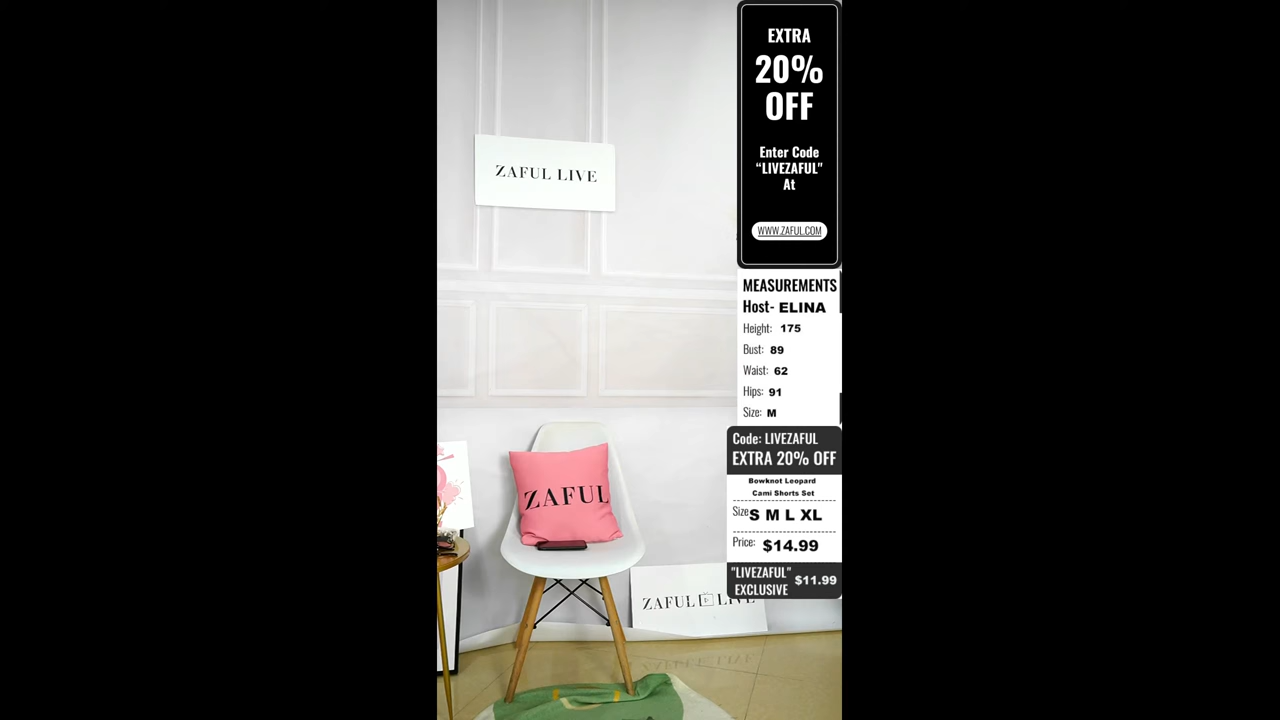 EXTRA
20%
OFF
Enter Code
“LIVEZAFUL"
At
WWW.ZAFUL.COM
ZAFUL LIVE
MEASUREMENTS
Host- ELINA
Height: 175
Bust: 89
Waist: 62
Hips: 91
Size: M
Code: LIVEZAFUL
EXTRA 20% OFF
Bowknot Leopard
Cami Shorts Set
Size S M L XL
Price: $14.99
"LIVEZAFUL" $11.99
EXCLUSIVE
ZAFUL
ZAFUL LIVE